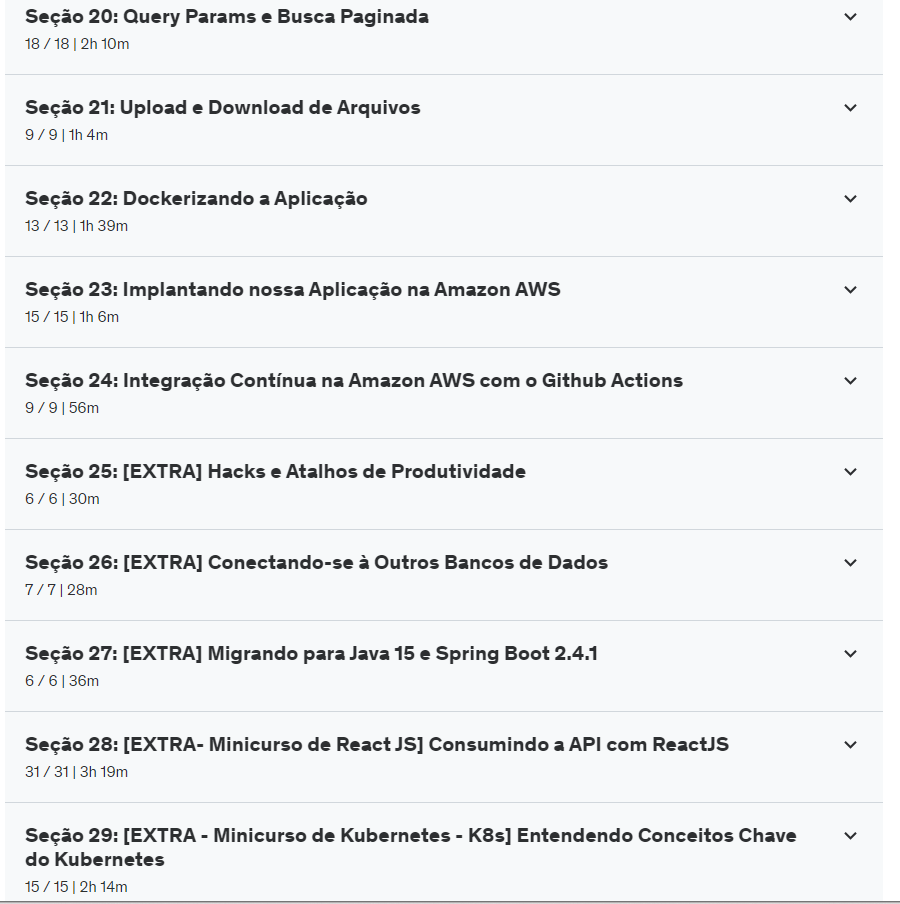 Seção 20: Query Params e Busca Paginada
18 / 18 | 2h 10m
Seção 21: Upload e Download de Arquivos
9 / 9 | 1h 4m
Seção 22: Dockerizando a Aplicação
13 / 13 | 1h 39m
Seção 23: Implantando nossa Aplicação na Amazon AWS
15 / 15 | 1h 6m
Seção 24: Integração Contínua na Amazon AWS com o Github Actions
9 / 9 | 56m
Seção 25: [EXTRA] Hacks e Atalhos de Produtividade
6 / 6 | 30m
Seção 26: [EXTRA] Conectando-se à Outros Bancos de Dados
7 / 7 | 28m
Seção 27: [EXTRA] Migrando para Java 15 e Spring Boot 2.4.1
6 / 6 | 36m
Seção 28: [EXTRA- Minicurso de React JS] Consumindo a API com ReactJS
31 / 31 | 3h 19m
Seção 29: [EXTRA - Minicurso de Kubernetes - K8s] Entendendo Conceitos Chave
do Kubernetes
15 / 15 | 2h 14m